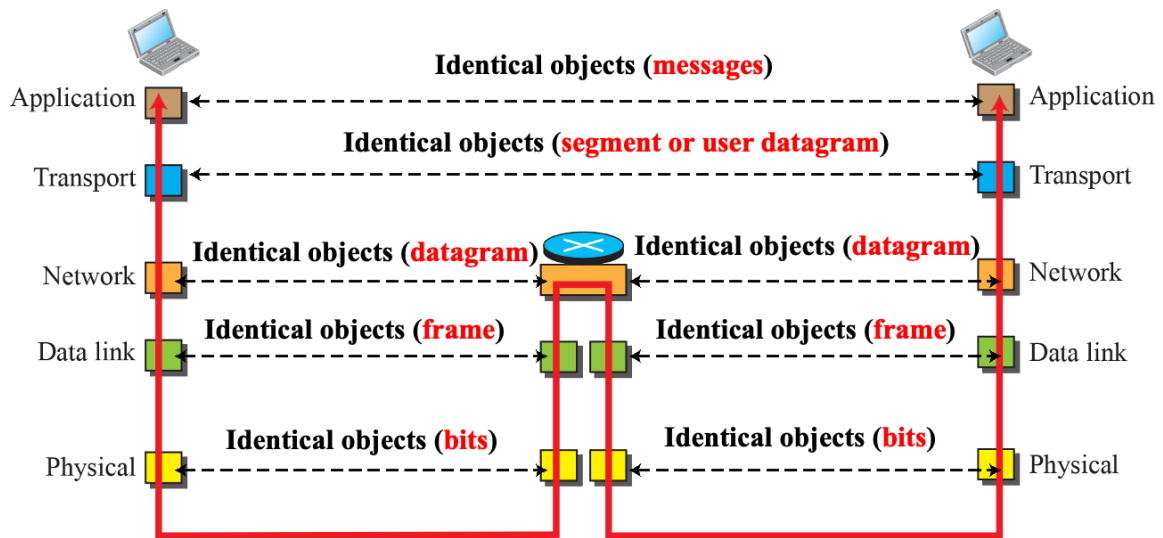 Identical objects (messages)
Application
Application
Identical objects (segment or user datagram)
Transport
Transport
Identical objects (datagram)
Identical objects (datagram)
Network
Network
Identical objects (frame)
Identical objects (frame)
Data link
Data link
Identical objects (bits)
Identical objects (bits)
Physical
Physical